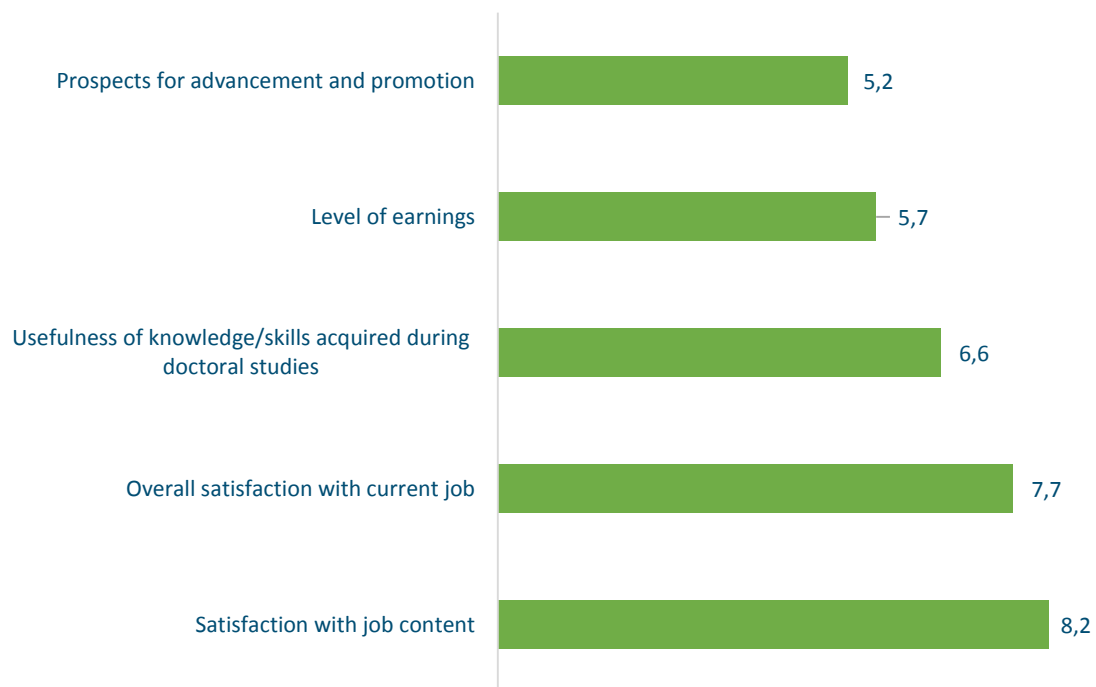 Prospects for advancement and promotion
5,2
Level of earnings
5,7
Usefulness of knowledge/skills acquired during
doctoral studies
6,6
Overall satisfaction with current job
7,7
Satisfaction with job content
8,2